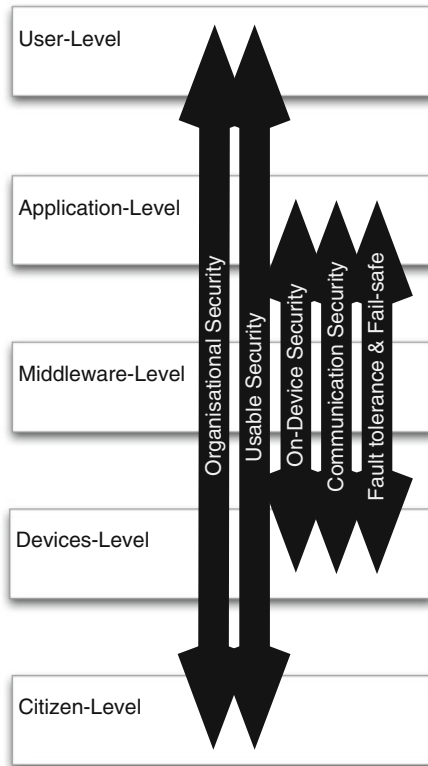 User-Level
Application-Level
Middleware-Level
Devices-Level
Citizen-Level
Organisational Security
Usable Security
On-Device Security
Communication Security
Fault tolerance & Fail-safe